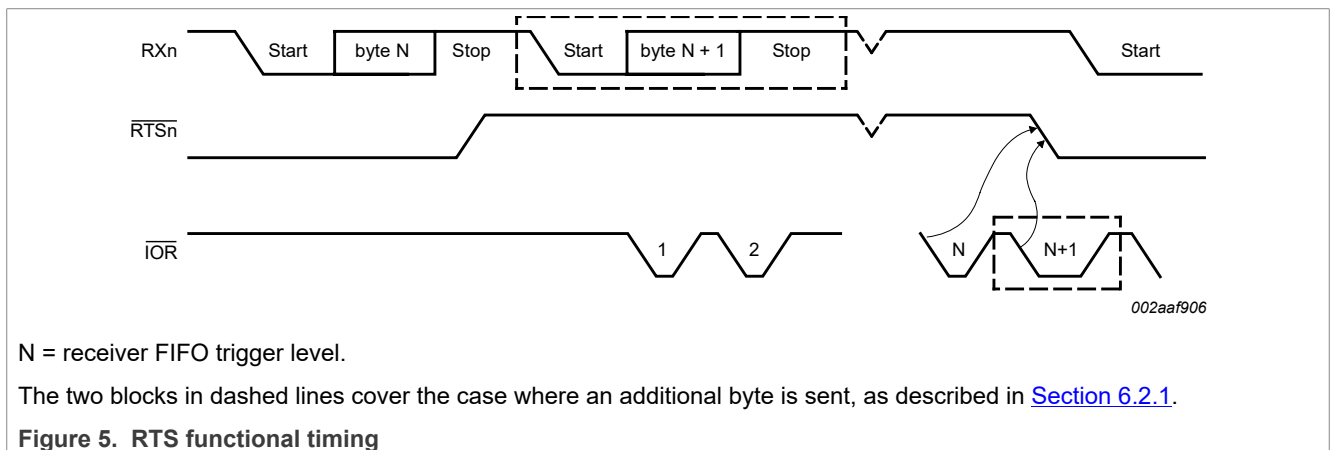 RXn Start byte N Stop Start byte N + 1 Stop Start
RTSn
IOR 1 2 N N+1
002aaf906
N = receiver FIFO trigger level.
The two blocks in dashed lines cover the case where an additional byte is sent, as described in Section 6.2.1.
Figure 5. RTS functional timing